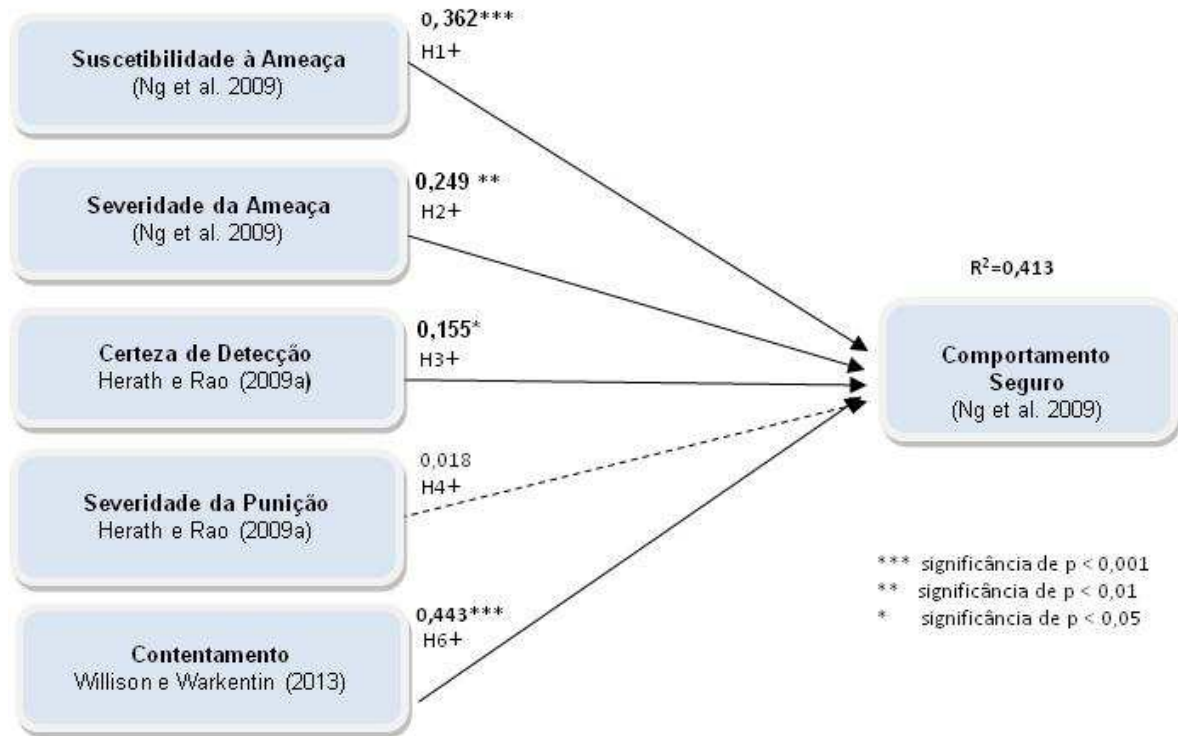 0,362***
H1+
Suscetibilidade à Ameaça
(Ng et al. 2009)
0,249 **
H2+
Severidade da Ameaça
(Ng et al. 2009)
R²=0,413
0,155*
H3+
Certeza de Detecção
Herath e Rao (2009a)
Comportamento
Seguro
(Ng et al. 2009)
0,018
H4+
Severidade da Punição
Herath e Rao (2009a)
*** significância de p < 0,001
** significância de p < 0,01
* significância de p < 0,05
0,443***
H6+
Contentamento
Willison e Warkentin (2013)